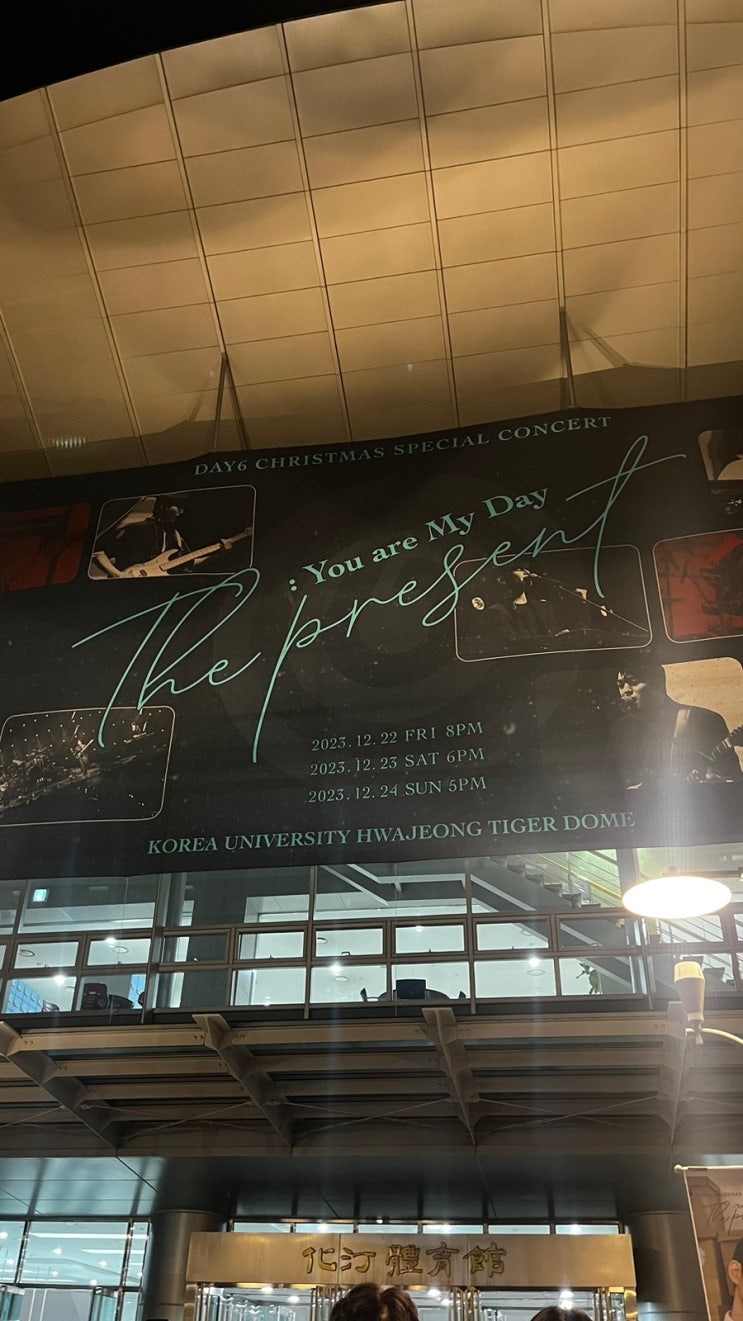 DAY6 CHRISTMAS SPECIAL CONCERT
: You are My Day
The present
2023.12.22 FRI 8PM
2023.12.23 SAT 6PM
2023.12.24 SUN 5PM
KOREA UNIVERSITY HWAJEONG TIGER DOME
化汀 體育館